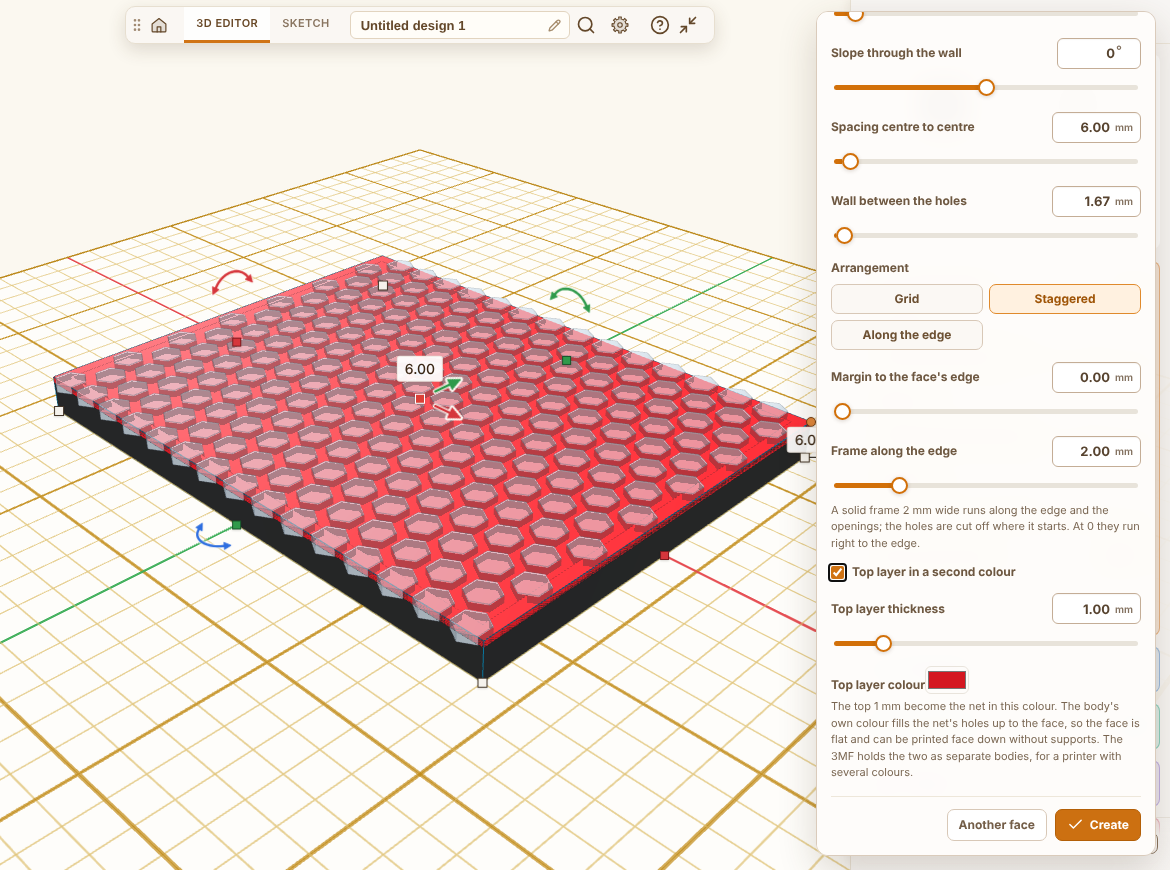 3D EDITOR
SKETCH
Untitled design 1
6.00
6.0
Slope through the wall
0°
Spacing centre to centre
6.00 mm
Wall between the holes
1.67 mm
Arrangement
Grid
Staggered
Along the edge
Margin to the face's edge
0.00 mm
Frame along the edge
2.00 mm
A solid frame 2 mm wide runs along the edge and the
openings; the holes are cut off where it starts. At 0 they run
right to the edge.
Top layer in a second colour
Top layer thickness
1.00 mm
Top layer colour
The top 1 mm become the net in this colour. The body's
own colour fills the net's holes up to the face, so the face is
flat and can be printed face down without supports. The
3MF holds the two as separate bodies, for a printer with
several colours.
Another face
Create